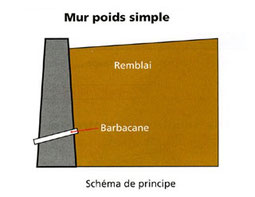 Mur poids simple
Remblai
Barbacane
Schéma de principe